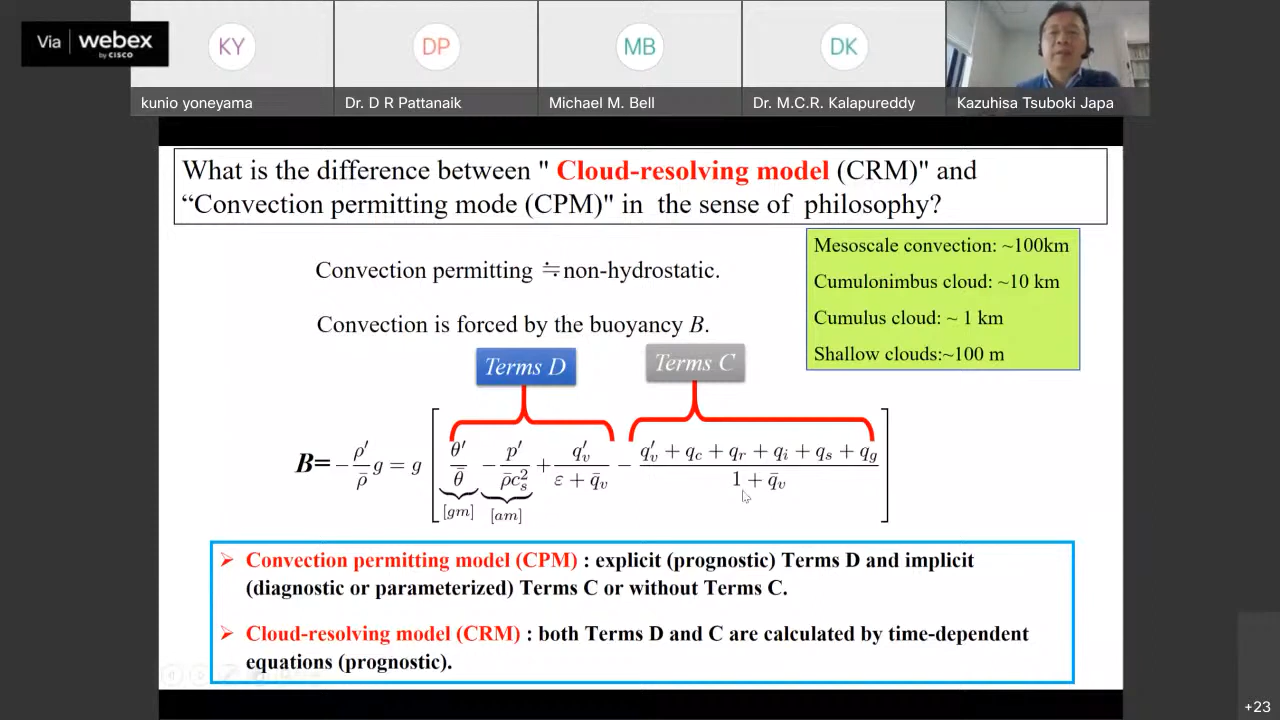 Via webex
by CISCO
KY
DP
MB
DK
kunio yoneyama
Dr. D R Pattanaik
Michael M. Bell
Dr. M.C.R. Kalapureddy
Kazuhisa Tsuboki Japa
What is the difference between " Cloud-resolving model (CRM)" and
“Convection permitting mode (CPM)" in the sense of philosophy?
Mesoscale convection: ~100km
Cumulonimbus cloud: ~10 km
Cumulus cloud: ~ 1 km
Shallow clouds:~100 m
Convection permitting ≒non-hydrostatic.
Convection is forced by the buoyancy B.
Terms D
Terms C
B= −ρ′/ρ̄ g = g [ θ′/θ̄ − p′/(ρ̄c_s²) + q′_v/(ε + q̄_v) − (q′_v + q_c + q_r + q_i + q_s + q_g)/(1 + q̄_v) ]
[gm] [am]
➢ Convection permitting model (CPM) : explicit (prognostic) Terms D and implicit
(diagnostic or parameterized) Terms C or without Terms C.
➢ Cloud-resolving model (CRM) : both Terms D and C are calculated by time-dependent
equations (prognostic).
+23